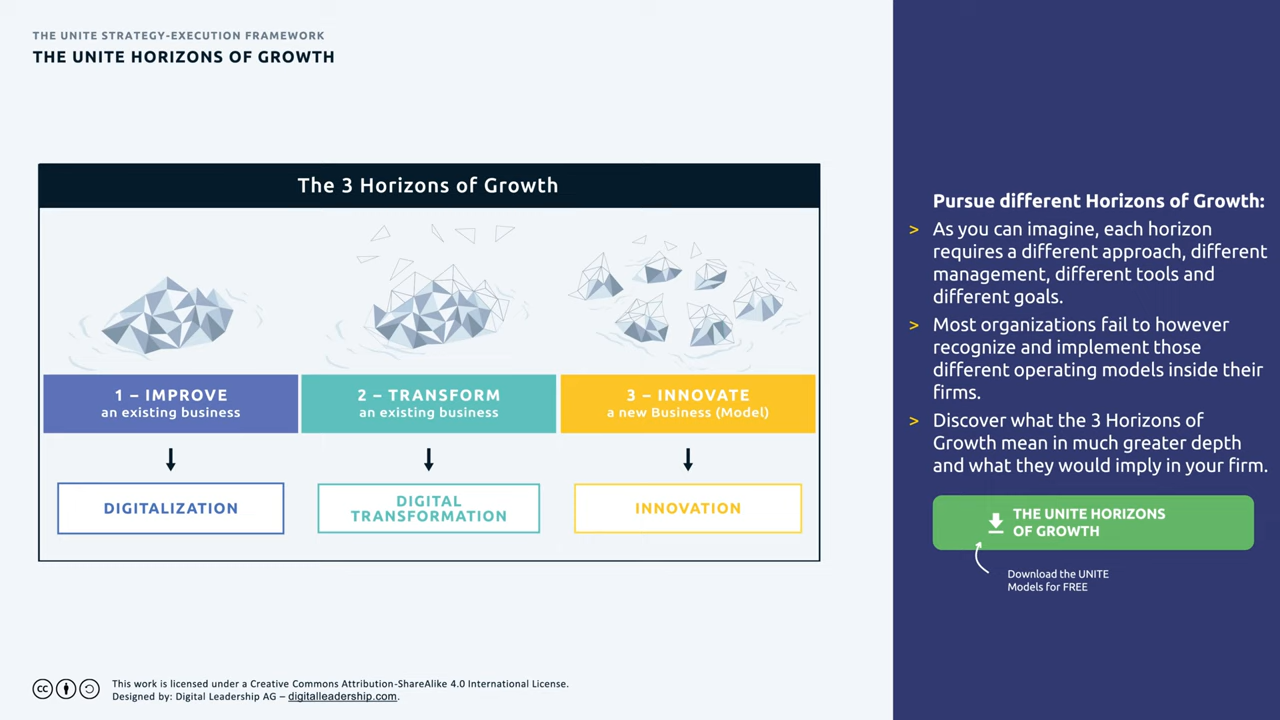 THE UNITE STRATEGY-EXECUTION FRAMEWORK
THE UNITE HORIZONS OF GROWTH
The 3 Horizons of Growth
1 – IMPROVE
an existing business
2 – TRANSFORM
an existing business
3 – INNOVATE
a new Business (Model)
DIGITALIZATION
DIGITAL
TRANSFORMATION
INNOVATION
Pursue different Horizons of Growth:
> As you can imagine, each horizon
requires a different approach, different
management, different tools and
different goals.
> Most organizations fail to however
recognize and implement those
different operating models inside their
firms.
> Discover what the 3 Horizons of
Growth mean in much greater depth
and what they would imply in your firm.
THE UNITE HORIZONS
OF GROWTH
Download the UNITE
Models for FREE
cc
This work is licensed under a Creative Commons Attribution-ShareAlike 4.0 International License.
Designed by: Digital Leadership AG – digitalleadership.com.